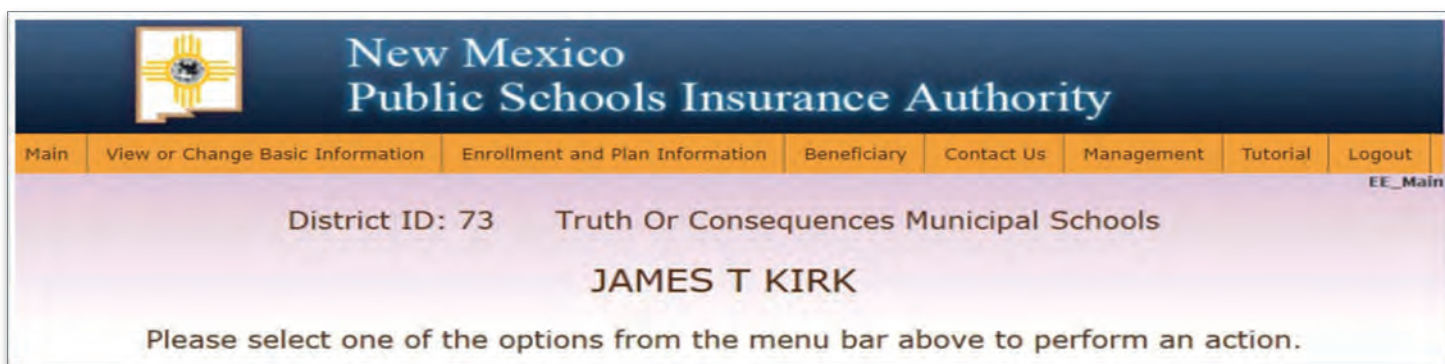 New Mexico
Public Schools Insurance Authority
Main View or Change Basic Information Enrollment and Plan Information Beneficiary Contact Us Management Tutorial Logout
EE_Main
District ID: 73 Truth Or Consequences Municipal Schools
JAMES T KIRK
Please select one of the options from the menu bar above to perform an action.